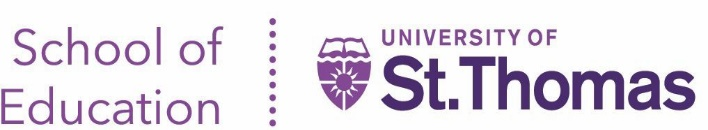 School of
Education
UNIVERSITY OF
St.Thomas